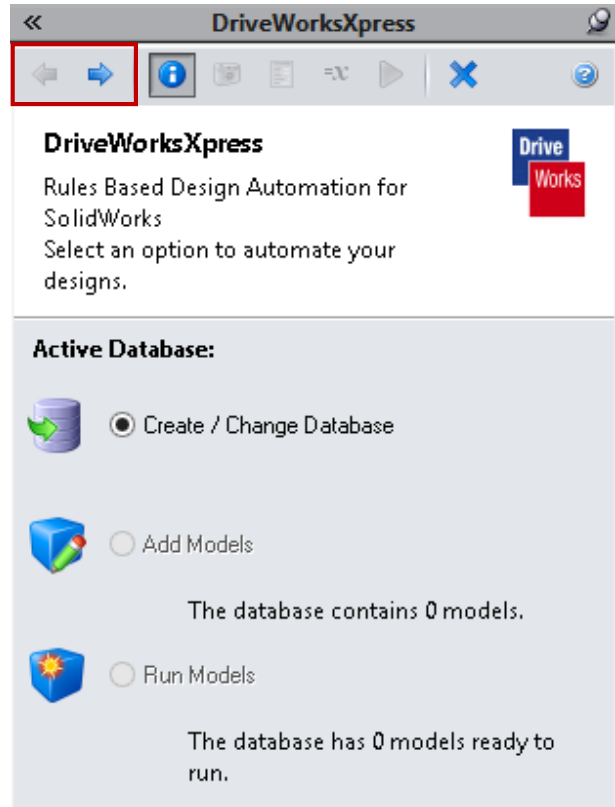 DriveWorksXpress
=x
DriveWorksXpress
Drive
Works
Rules Based Design Automation for
SolidWorks
Select an option to automate your
designs.
Active Database:
Create / Change Database
Add Models
The database contains 0 models.
Run Models
The database has 0 models ready to
run.